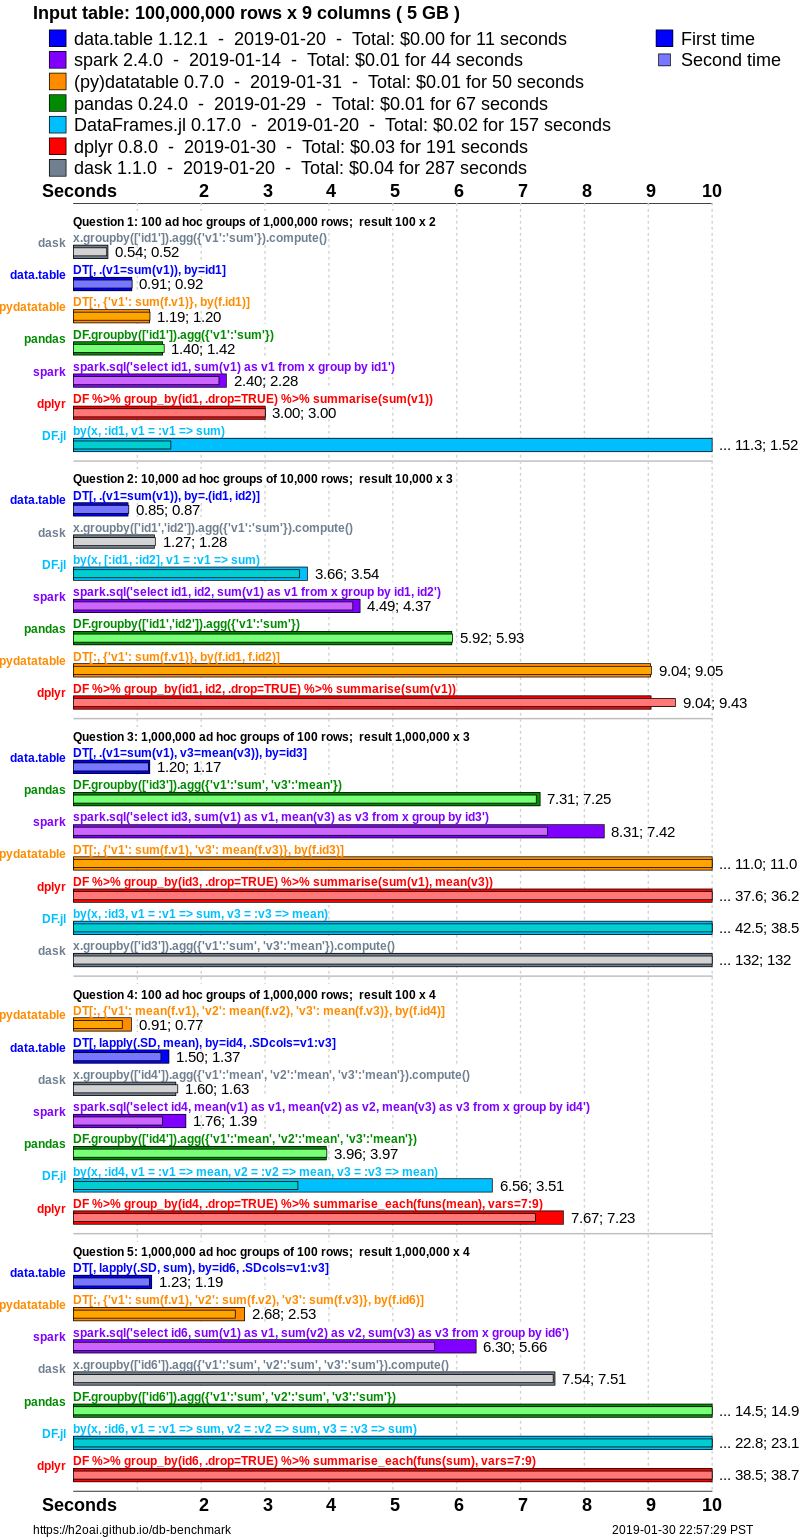 Input table: 100,000,000 rows x 9 columns ( 5 GB )
data.table 1.12.1 - 2019-01-20 - Total: $0.00 for 11 seconds
First time
spark 2.4.0 - 2019-01-14 - Total: $0.01 for 44 seconds
Second time
(py)datatable 0.7.0 - 2019-01-31 - Total: $0.01 for 50 seconds
pandas 0.24.0 - 2019-01-29 - Total: $0.01 for 67 seconds
DataFrames.jl 0.17.0 - 2019-01-20 - Total: $0.02 for 157 seconds
dplyr 0.8.0 - 2019-01-30 - Total: $0.03 for 191 seconds
dask 1.1.0 - 2019-01-20 - Total: $0.04 for 287 seconds
Seconds 2 3 4 5 6 7 8 9 10
Question 1: 100 ad hoc groups of 1,000,000 rows; result 100 x 2
x.groupby(['id1']).agg({'v1':'sum'}).compute()
dask 0.54; 0.52
DT[, .(v1=sum(v1)), by=id1]
data.table 0.91; 0.92
DT[:, {'v1': sum(f.v1)}, by(f.id1)]
pydatatable 1.19; 1.20
DF.groupby(['id1']).agg({'v1':'sum'})
pandas 1.40; 1.42
spark.sql('select id1, sum(v1) as v1 from x group by id1')
spark 2.40; 2.28
DF %>% group_by(id1, .drop=TRUE) %>% summarise(sum(v1))
dplyr 3.00; 3.00
by(x, :id1, v1 = :v1 => sum)
DF.jl ... 11.3; 1.52
Question 2: 10,000 ad hoc groups of 10,000 rows; result 10,000 x 3
DT[, .(v1=sum(v1)), by=.(id1, id2)]
data.table 0.85; 0.87
x.groupby(['id1','id2']).agg({'v1':'sum'}).compute()
dask 1.27; 1.28
by(x, [:id1, :id2], v1 = :v1 => sum)
DF.jl 3.66; 3.54
spark.sql('select id1, id2, sum(v1) as v1 from x group by id1, id2')
spark 4.49; 4.37
DF.groupby(['id1','id2']).agg({'v1':'sum'})
pandas 5.92; 5.93
DT[:, {'v1': sum(f.v1)}, by(f.id1, f.id2)]
pydatatable 9.04; 9.05
DF %>% group_by(id1, id2, .drop=TRUE) %>% summarise(sum(v1))
dplyr 9.04; 9.43
Question 3: 1,000,000 ad hoc groups of 100 rows; result 1,000,000 x 3
DT[, .(v1=sum(v1), v3=mean(v3)), by=id3]
data.table 1.20; 1.17
DF.groupby(['id3']).agg({'v1':'sum', 'v3':'mean'})
pandas 7.31; 7.25
spark.sql('select id3, sum(v1) as v1, mean(v3) as v3 from x group by id3')
spark 8.31; 7.42
DT[:, {'v1': sum(f.v1), 'v3': mean(f.v3)}, by(f.id3)]
pydatatable ... 11.0; 11.0
DF %>% group_by(id3, .drop=TRUE) %>% summarise(sum(v1), mean(v3))
dplyr ... 37.6; 36.2
by(x, :id3, v1 = :v1 => sum, v3 = :v3 => mean)
DF.jl ... 42.5; 38.5
x.groupby(['id3']).agg({'v1':'sum', 'v3':'mean'}).compute()
dask ... 132; 132
Question 4: 100 ad hoc groups of 1,000,000 rows; result 100 x 4
DT[:, {'v1': mean(f.v1), 'v2': mean(f.v2), 'v3': mean(f.v3)}, by(f.id4)]
pydatatable 0.91; 0.77
DT[, lapply(.SD, mean), by=id4, .SDcols=v1:v3]
data.table 1.50; 1.37
x.groupby(['id4']).agg({'v1':'mean', 'v2':'mean', 'v3':'mean'}).compute()
dask 1.60; 1.63
spark.sql('select id4, mean(v1) as v1, mean(v2) as v2, mean(v3) as v3 from x group by id4')
spark 1.76; 1.39
DF.groupby(['id4']).agg({'v1':'mean', 'v2':'mean', 'v3':'mean'})
pandas 3.96; 3.97
by(x, :id4, v1 = :v1 => mean, v2 = :v2 => mean, v3 = :v3 => mean)
DF.jl 6.56; 3.51
DF %>% group_by(id4, .drop=TRUE) %>% summarise_each(funs(mean), vars=7:9)
dplyr 7.67; 7.23
Question 5: 1,000,000 ad hoc groups of 100 rows; result 1,000,000 x 4
DT[, lapply(.SD, sum), by=id6, .SDcols=v1:v3]
data.table 1.23; 1.19
DT[:, {'v1': sum(f.v1), 'v2': sum(f.v2), 'v3': sum(f.v3)}, by(f.id6)]
pydatatable 2.68; 2.53
spark.sql('select id6, sum(v1) as v1, sum(v2) as v2, sum(v3) as v3 from x group by id6')
spark 6.30; 5.66
x.groupby(['id6']).agg({'v1':'sum', 'v2':'sum', 'v3':'sum'}).compute()
dask 7.54; 7.51
DF.groupby(['id6']).agg({'v1':'sum', 'v2':'sum', 'v3':'sum'})
pandas ... 14.5; 14.9
by(x, :id6, v1 = :v1 => sum, v2 = :v2 => sum, v3 = :v3 => sum)
DF.jl ... 22.8; 23.1
DF %>% group_by(id6, .drop=TRUE) %>% summarise_each(funs(sum), vars=7:9)
dplyr ... 38.5; 38.7
Seconds 2 3 4 5 6 7 8 9 10
https://h2oai.github.io/db-benchmark
2019-01-30 22:57:29 PST